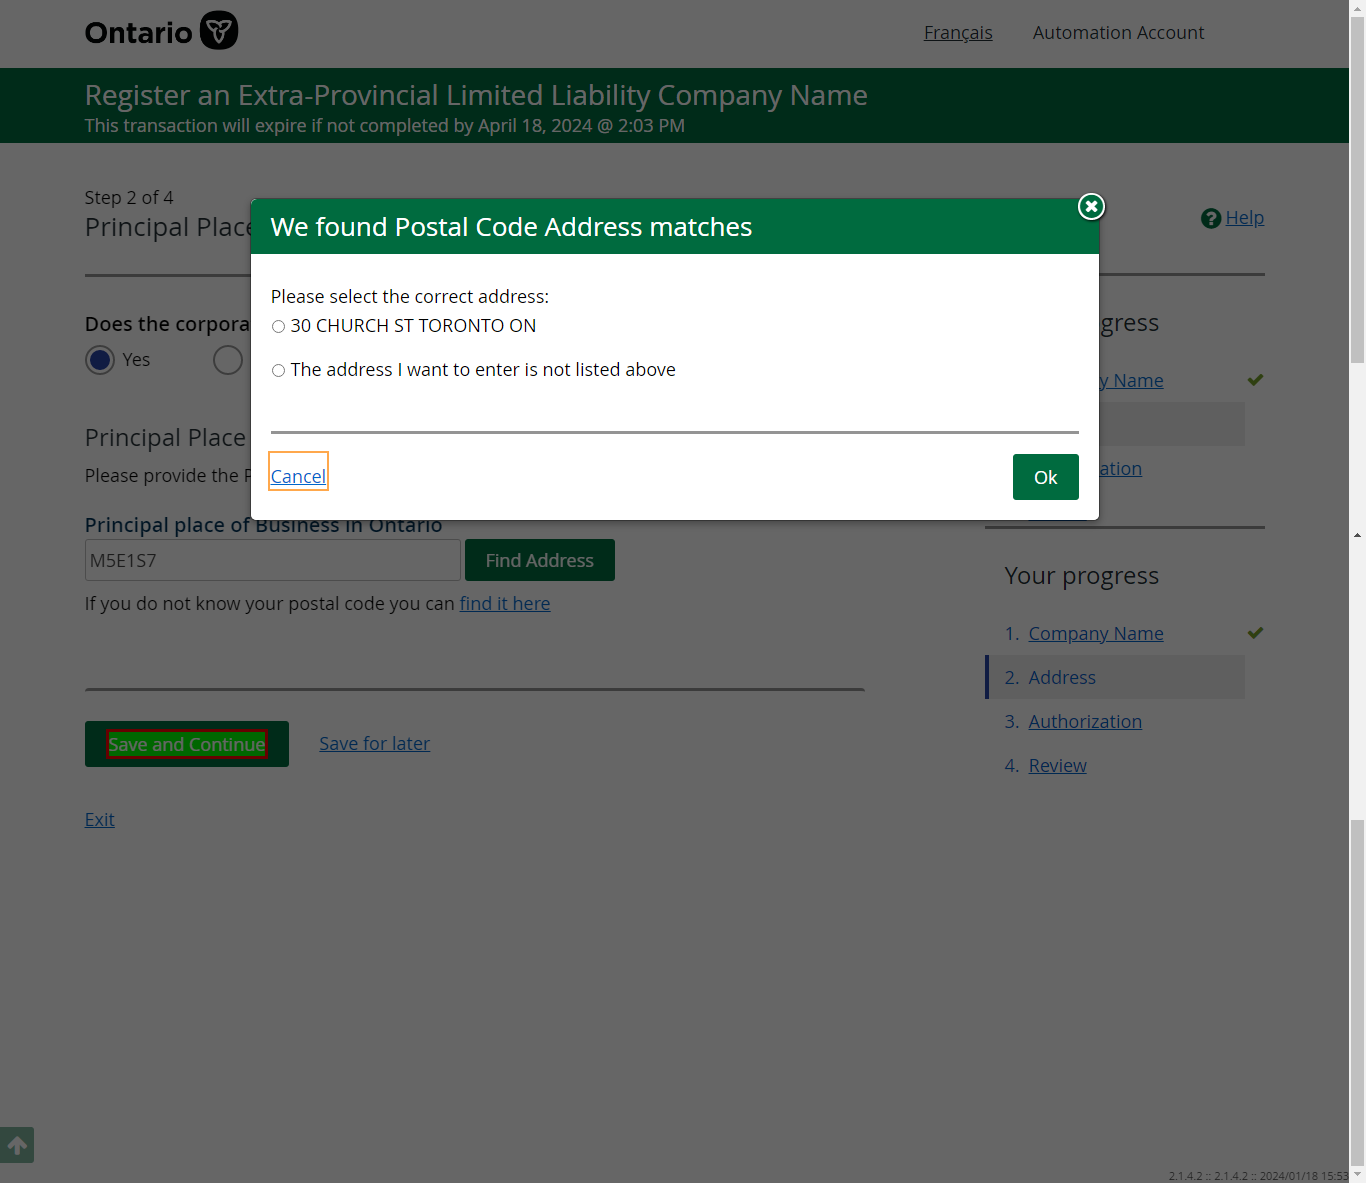 Ontario
Français
Automation Account
Register an Extra-Provincial Limited Liability Company Name
This transaction will expire if not completed by April 18, 2024 @ 2:03 PM
Step 2 of 4
Principal Place
Help
We found Postal Code Address matches
Please select the correct address:
30 CHURCH ST TORONTO ON
The address I want to enter is not listed above
Cancel
Ok
Does the corpora
Yes
gress
y Name
ation
Principal Place
Please provide the P
Principal place of Business in Ontario
M5E1S7
Find Address
If you do not know your postal code you can find it here
Save and Continue
Save for later
Exit
Your progress
1. Company Name
2. Address
3. Authorization
4. Review
2.1.4.2 :: 2.1.4.2 :: 2024/01/18 15:53